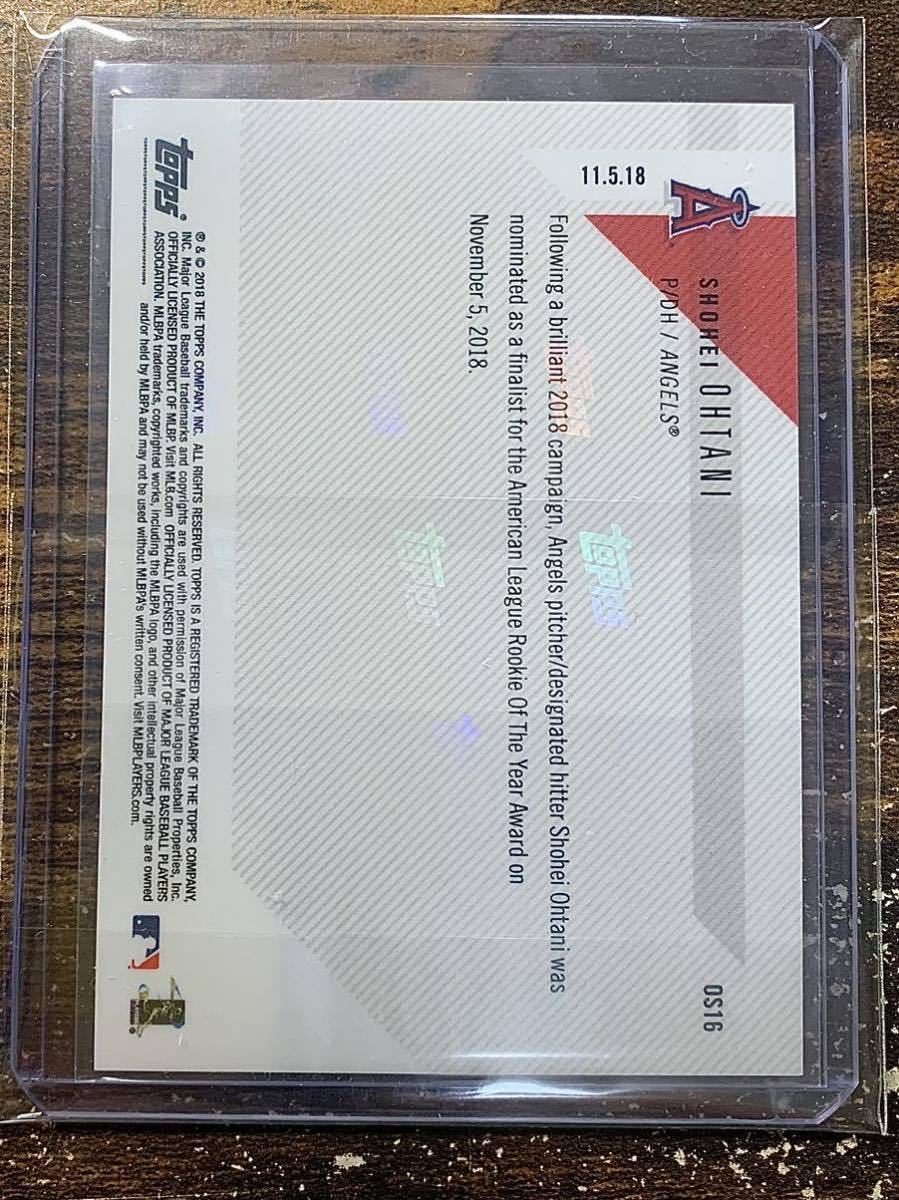 11.5.18
SHOHEI OHTANI
P/DH / ANGELS®
OS16
Following a brilliant 2018 campaign, Angels pitcher/designated hitter Shohei Ohtani was
nominated as a finalist for the American League Rookie Of The Year Award on
November 5, 2018.
topps
topps
topps®
® & © 2018 THE TOPPS COMPANY, INC. ALL RIGHTS RESERVED. TOPPS IS A REGISTERED TRADEMARK OF THE TOPPS COMPANY,
INC. Major League Baseball trademarks and copyrights are used with permission of Major League Baseball Properties, Inc.
OFFICIALLY LICENSED PRODUCT OF MLBP. Visit MLB.com OFFICIALLY LICENSED PRODUCT OF MAJOR LEAGUE BASEBALL PLAYERS
ASSOCIATION. MLBPA trademarks, copyrighted works, including the MLBPA logo, and other intellectual property rights are owned
and/or held by MLBPA and may not be used without MLBPA's written consent. Visit MLBPLAYERS.com.